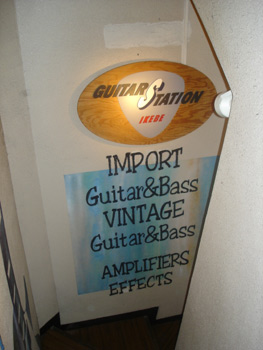 GUITAR STATION
IKEBE
IMPORT
Guitar&Bass
VINTAGE
Guitar&Bass
AMPLIFIERS
EFFECTS